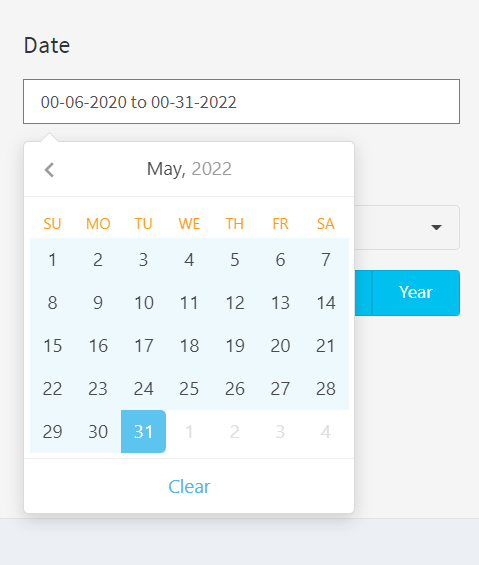 Date
00-06-2020 to 00-31-2022
May, 2022
SU MO TU WE TH FR SA
1 2 3 4 5 6 7
8 9 10 11 12 13 14
15 16 17 18 19 20 21
22 23 24 25 26 27 28
29 30 31 1 2 3 4
Clear
Year